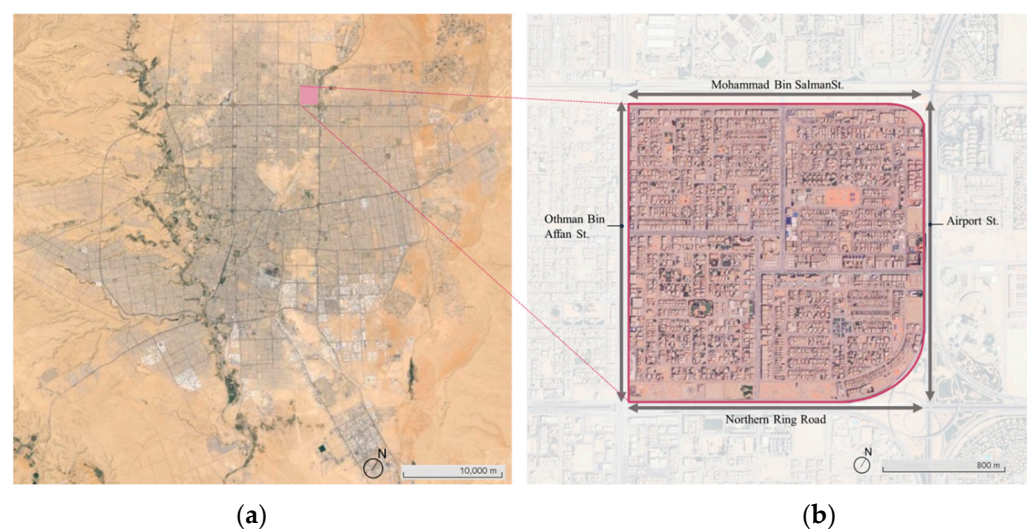 Mohammad Bin SalmanSt.
Othman Bin
Affan St.
Airport St.
Northern Ring Road
N
10,000 m
N
800 m
(a)
(b)